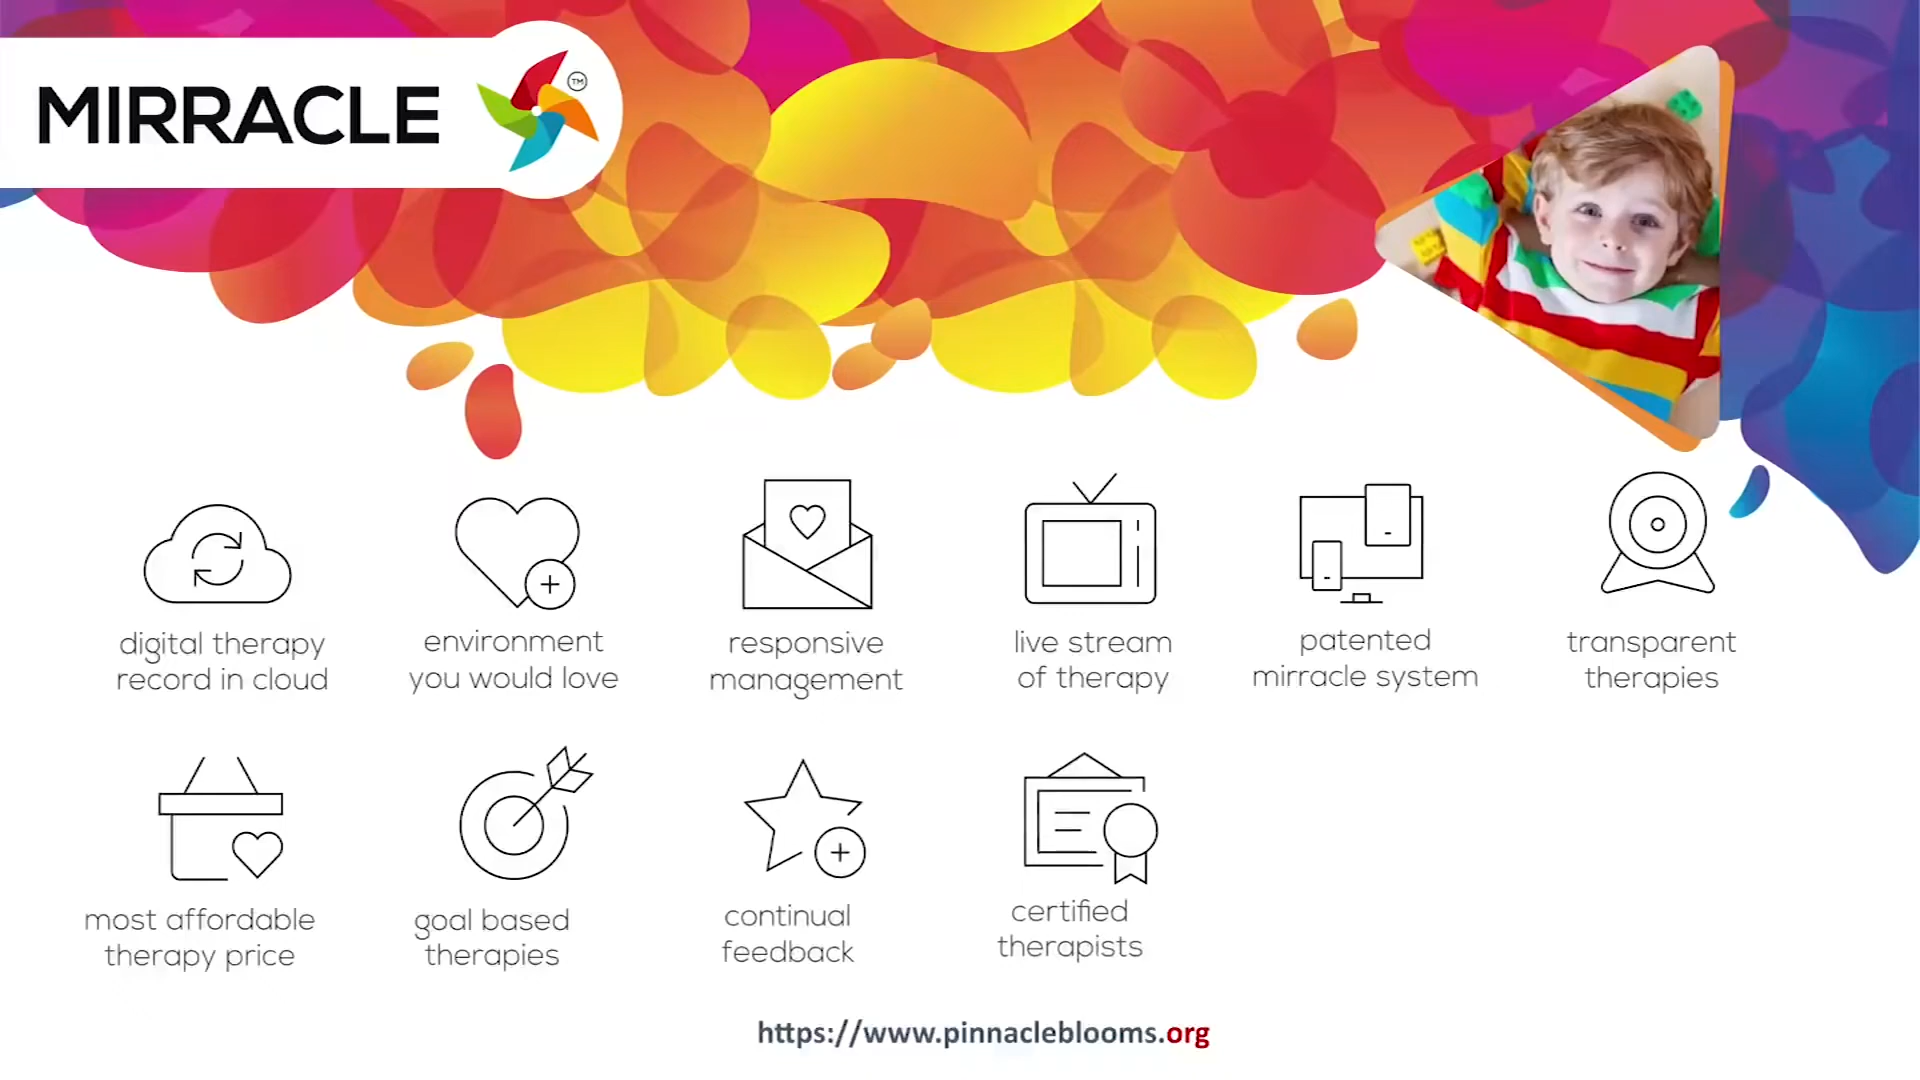 MIRRACLE
TM
digital therapy
record in cloud
environment
you would love
responsive
management
live stream
of therapy
patented
mirracle system
transparent
therapies
most affordable
therapy price
goal based
therapies
continual
feedback
certified
therapists
https://www.pinnacleblooms.org